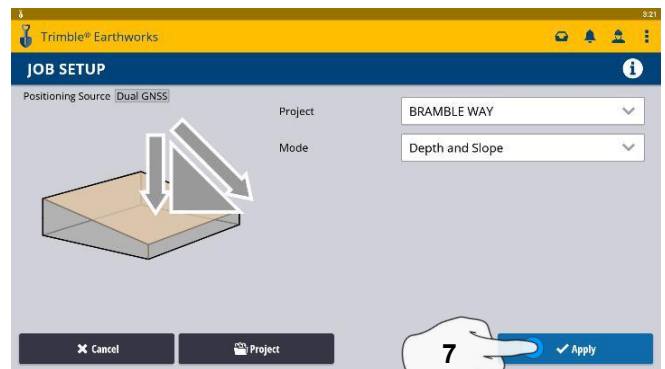 3:21
Trimble® Earthworks
JOB SETUP
Positioning Source Dual GNSS
Project BRAMBLE WAY
Mode Depth and Slope
Cancel Project 7 Apply